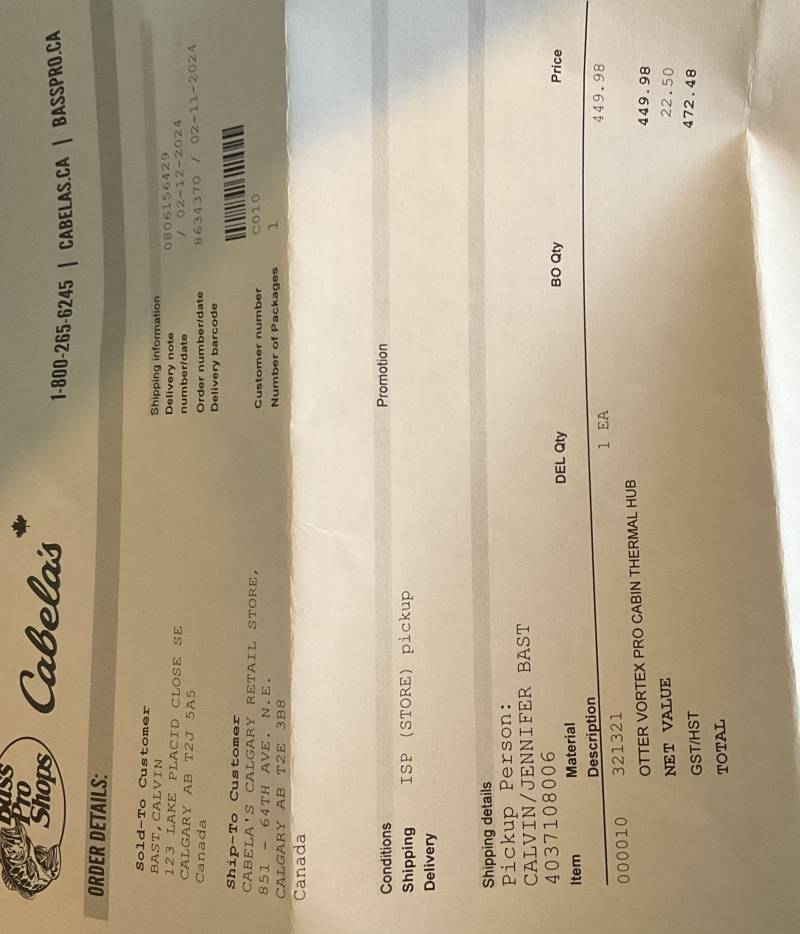 Bass Pro Shops
Cabela's
1-800-265-6245 | CABELAS.CA | BASSPRO.CA
ORDER DETAILS:
Sold-To Customer
BAST,CALVIN
123 LAKE PLACID CLOSE SE
CALGARY AB T2J 5A5
Canada
Ship-To Customer
CABELA'S CALGARY RETAIL STORE,
851 - 64TH AVE. N.E.
CALGARY AB T2E 3B8
Canada
Shipping information
Delivery note 0806156429
number/date / 02-12-2024
Order number/date 8634370 / 02-11-2024
Delivery barcode
Customer number C010
Number of Packages 1
Conditions Promotion
Shipping ISP (STORE) pickup
Delivery
Shipping details
Pickup Person:
CALVIN/JENNIFER BAST
4037108006
Item Material DEL Qty BO Qty Price
Description
000010 321321 1 EA 449.98
OTTER VORTEX PRO CABIN THERMAL HUB
NET VALUE 449.98
GST/HST 22.50
TOTAL 472.48